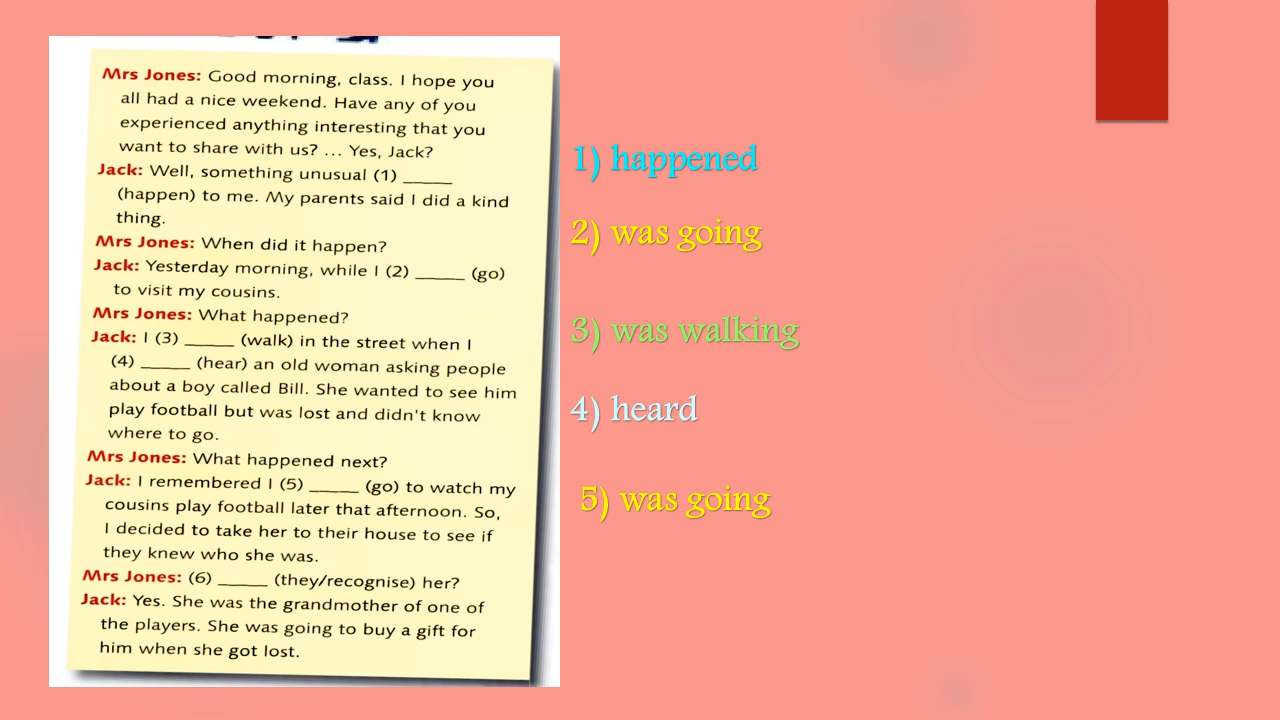 Mrs Jones: Good morning, class. I hope you
all had a nice weekend. Have any of you
experienced anything interesting that you
want to share with us? ... Yes, Jack?
Jack: Well, something unusual (1) _____
(happen) to me. My parents said I did a kind
thing.
Mrs Jones: When did it happen?
Jack: Yesterday morning, while I (2) _____ (go)
to visit my cousins.
Mrs Jones: What happened?
Jack: I (3) _____ (walk) in the street when I
(4) _____ (hear) an old woman asking people
about a boy called Bill. She wanted to see him
play football but was lost and didn't know
where to go.
Mrs Jones: What happened next?
Jack: I remembered I (5) _____ (go) to watch my
cousins play football later that afternoon. So,
I decided to take her to their house to see if
they knew who she was.
Mrs Jones: (6) _____ (they/recognise) her?
Jack: Yes. She was the grandmother of one of
the players. She was going to buy a gift for
him when she got lost.
1) happened
2) was going
3) was walking
4) heard
5) was going